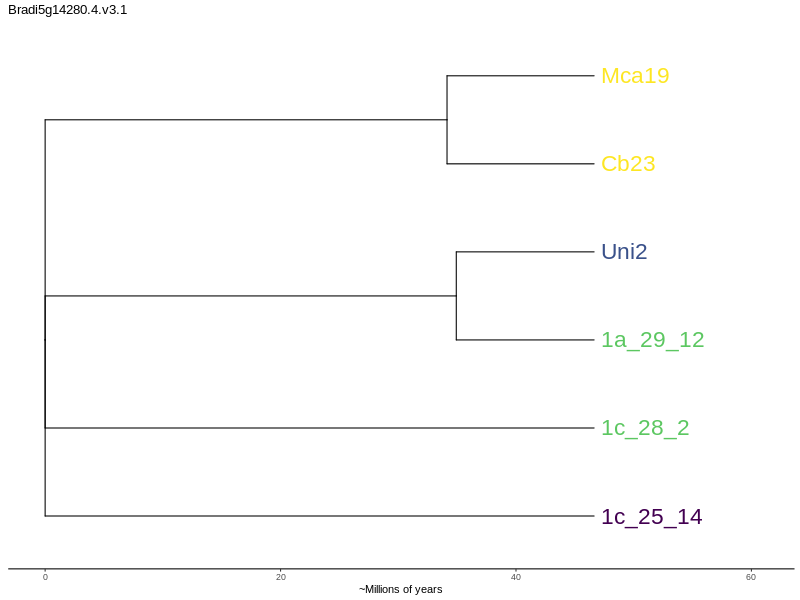 Bradi5g14280.4.v3.1
Mca19
Cb23
Uni2
1a_29_12
1c_28_2
1c_25_14
0 20 40 60
~Millions of years